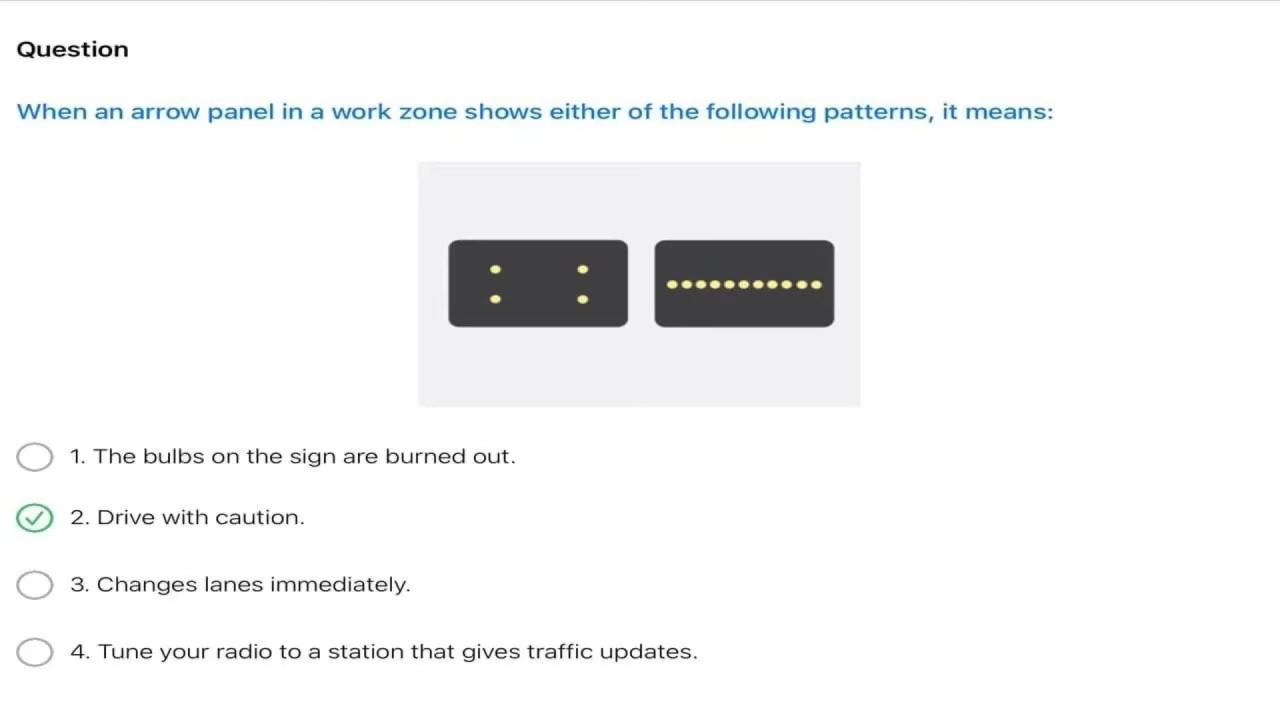 Question
When an arrow panel in a work zone shows either of the following patterns, it means:
1. The bulbs on the sign are burned out.
2. Drive with caution.
3. Changes lanes immediately.
4. Tune your radio to a station that gives traffic updates.